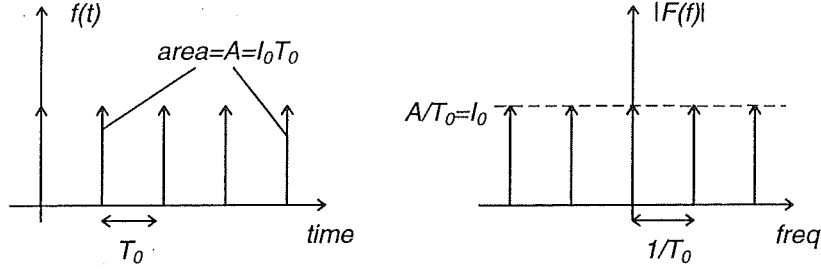 f(t)
area=A=I₀T₀
time
T₀
|F(f)|
A/T₀=I₀
freq
1/T₀